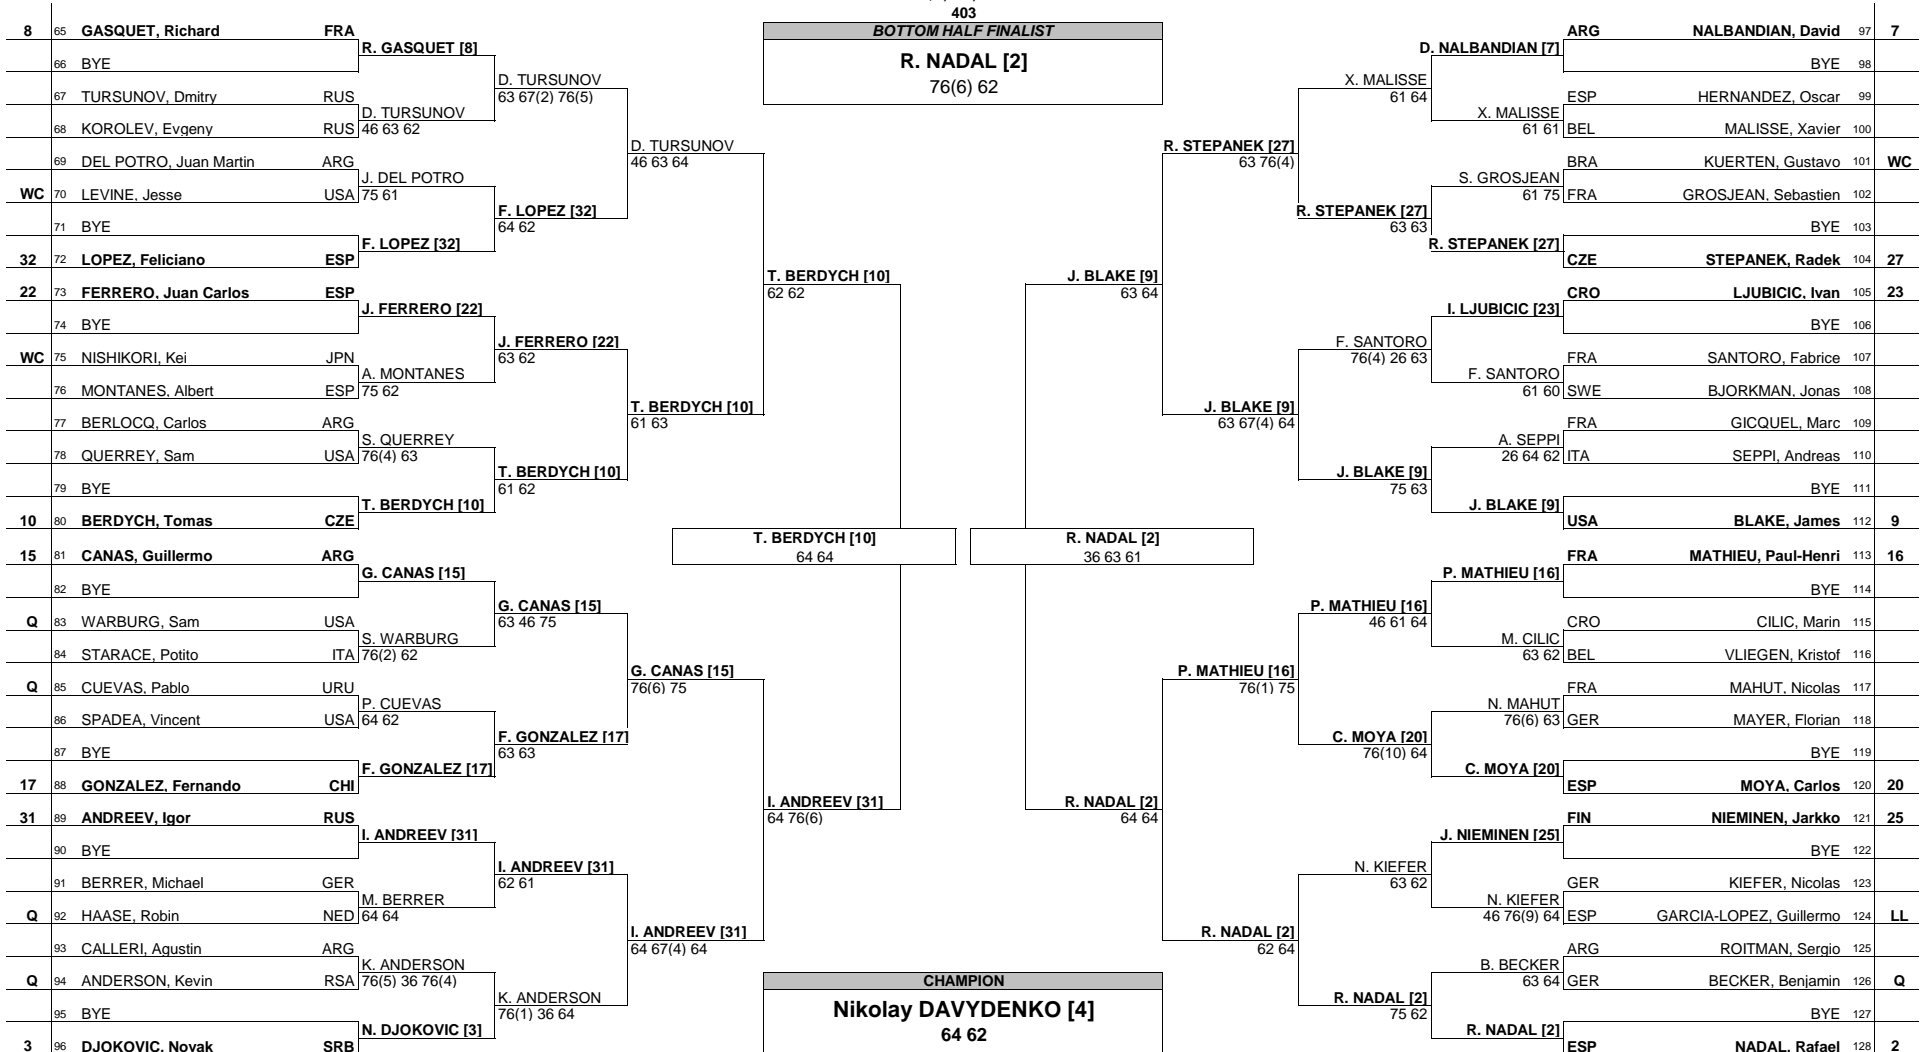 403
BOTTOM HALF FINALIST
R. NADAL [2]
76(6) 62
8 65 GASQUET, Richard FRA
R. GASQUET [8]
66 BYE
D. TURSUNOV
63 67(2) 76(5)
67 TURSUNOV, Dmitry RUS
D. TURSUNOV
68 KOROLEV, Evgeny RUS 46 63 62
D. TURSUNOV
46 63 64
69 DEL POTRO, Juan Martin ARG
J. DEL POTRO
WC 70 LEVINE, Jesse USA 75 61
F. LOPEZ [32]
64 62
71 BYE
F. LOPEZ [32]
32 72 LOPEZ, Feliciano ESP
T. BERDYCH [10]
62 62
22 73 FERRERO, Juan Carlos ESP
J. FERRERO [22]
74 BYE
J. FERRERO [22]
63 62
WC 75 NISHIKORI, Kei JPN
A. MONTANES
76 MONTANES, Albert ESP 75 62
T. BERDYCH [10]
61 63
77 BERLOCQ, Carlos ARG
S. QUERREY
78 QUERREY, Sam USA 76(4) 63
T. BERDYCH [10]
61 62
79 BYE
T. BERDYCH [10]
10 80 BERDYCH, Tomas CZE
T. BERDYCH [10]
64 64
15 81 CANAS, Guillermo ARG
G. CANAS [15]
82 BYE
G. CANAS [15]
63 46 75
Q 83 WARBURG, Sam USA
S. WARBURG
84 STARACE, Potito ITA 76(2) 62
G. CANAS [15]
76(6) 75
Q 85 CUEVAS, Pablo URU
P. CUEVAS
86 SPADEA, Vincent USA 64 62
F. GONZALEZ [17]
63 63
87 BYE
F. GONZALEZ [17]
17 88 GONZALEZ, Fernando CHI
I. ANDREEV [31]
64 76(6)
31 89 ANDREEV, Igor RUS
I. ANDREEV [31]
90 BYE
I. ANDREEV [31]
62 61
91 BERRER, Michael GER
M. BERRER
Q 92 HAASE, Robin NED 64 64
I. ANDREEV [31]
64 67(4) 64
93 CALLERI, Agustin ARG
K. ANDERSON
Q 94 ANDERSON, Kevin RSA 76(5) 36 76(4)
K. ANDERSON
76(1) 36 64
95 BYE
N. DJOKOVIC [3]
3 96 DJOKOVIC, Novak SRB
ARG NALBANDIAN, David 97 7
D. NALBANDIAN [7]
BYE 98
X. MALISSE
61 64
ESP HERNANDEZ, Oscar 99
X. MALISSE
61 61 BEL MALISSE, Xavier 100
R. STEPANEK [27]
63 76(4)
BRA KUERTEN, Gustavo 101 WC
S. GROSJEAN
61 75 FRA GROSJEAN, Sebastien 102
R. STEPANEK [27]
63 63
BYE 103
R. STEPANEK [27]
CZE STEPANEK, Radek 104 27
J. BLAKE [9]
63 64
CRO LJUBICIC, Ivan 105 23
I. LJUBICIC [23]
BYE 106
F. SANTORO
76(4) 26 63
FRA SANTORO, Fabrice 107
F. SANTORO
61 60 SWE BJORKMAN, Jonas 108
J. BLAKE [9]
63 67(4) 64
FRA GICQUEL, Marc 109
A. SEPPI
26 64 62 ITA SEPPI, Andreas 110
J. BLAKE [9]
75 63
BYE 111
J. BLAKE [9]
USA BLAKE, James 112 9
R. NADAL [2]
36 63 61
FRA MATHIEU, Paul-Henri 113 16
P. MATHIEU [16]
BYE 114
P. MATHIEU [16]
46 61 64
CRO CILIC, Marin 115
M. CILIC
63 62 BEL VLIEGEN, Kristof 116
P. MATHIEU [16]
76(1) 75
FRA MAHUT, Nicolas 117
N. MAHUT
76(6) 63 GER MAYER, Florian 118
C. MOYA [20]
76(10) 64
BYE 119
C. MOYA [20]
ESP MOYA, Carlos 120 20
R. NADAL [2]
64 64
FIN NIEMINEN, Jarkko 121 25
J. NIEMINEN [25]
BYE 122
N. KIEFER
63 62
GER KIEFER, Nicolas 123
N. KIEFER
46 76(9) 64 ESP GARCIA-LOPEZ, Guillermo 124 LL
R. NADAL [2]
62 64
ARG ROITMAN, Sergio 125
B. BECKER
63 64 GER BECKER, Benjamin 126 Q
R. NADAL [2]
75 62
BYE 127
R. NADAL [2]
ESP NADAL, Rafael 128 2
CHAMPION
Nikolay DAVYDENKO [4]
64 62